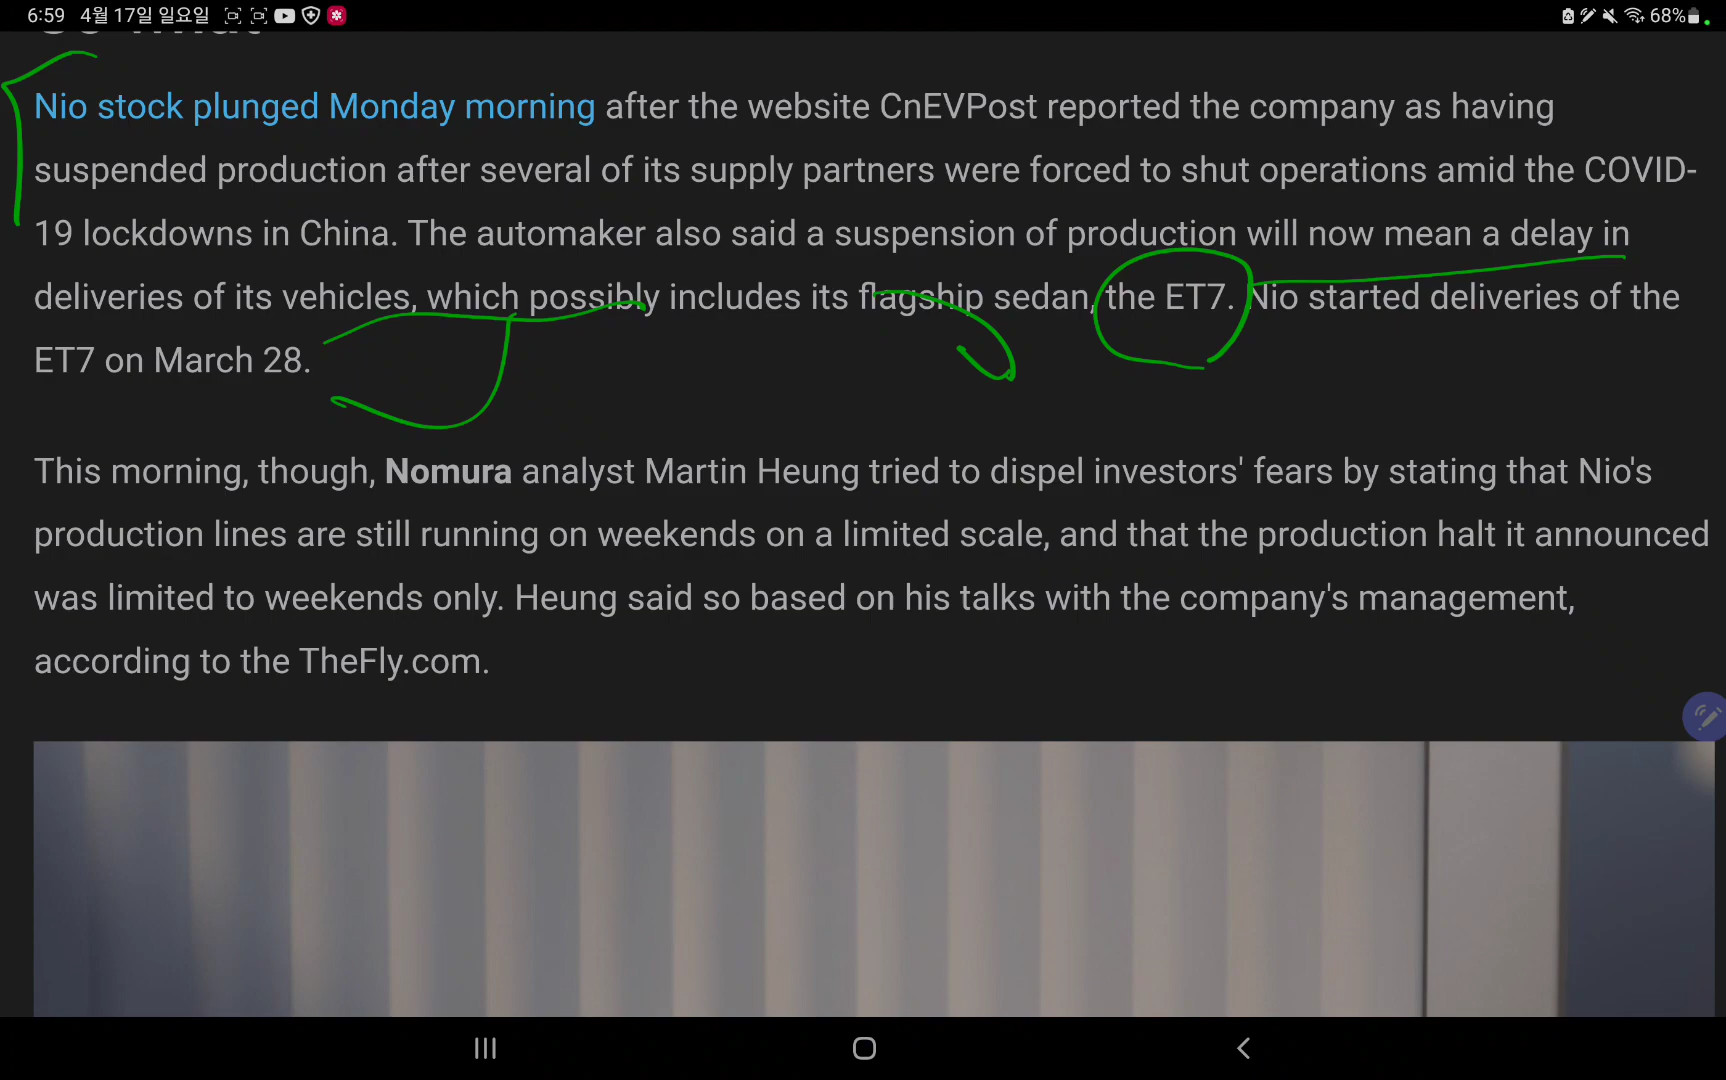 6:59 4월 17일 일요일 68%
Nio stock plunged Monday morning after the website CnEVPost reported the company as having
suspended production after several of its supply partners were forced to shut operations amid the COVID-
19 lockdowns in China. The automaker also said a suspension of production will now mean a delay in
deliveries of its vehicles, which possibly includes its flagship sedan, the ET7. Nio started deliveries of the
ET7 on March 28.
This morning, though, Nomura analyst Martin Heung tried to dispel investors' fears by stating that Nio's
production lines are still running on weekends on a limited scale, and that the production halt it announced
was limited to weekends only. Heung said so based on his talks with the company's management,
according to the TheFly.com.